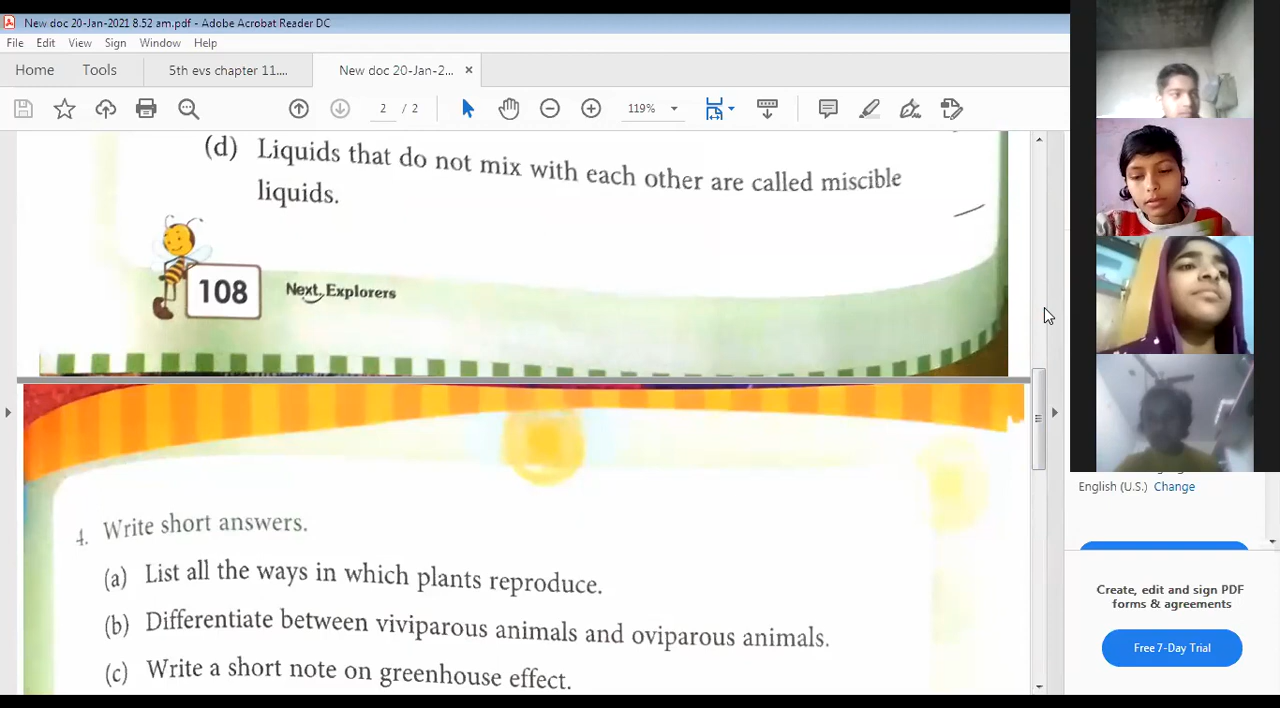 New doc 20-Jan-2021 8.52 am.pdf - Adobe Acrobat Reader DC
File Edit View Sign Window Help
Home Tools 5th evs chapter 11.... New doc 20-Jan-2... ×
2 / 2 119%
(d) Liquids that do not mix with each other are called miscible
liquids.
108 Next Explorers
4. Write short answers.
(a) List all the ways in which plants reproduce.
(b) Differentiate between viviparous animals and oviparous animals.
(c) Write a short note on greenhouse effect.
English (U.S.) Change
Create, edit and sign PDF
forms & agreements
Free 7-Day Trial